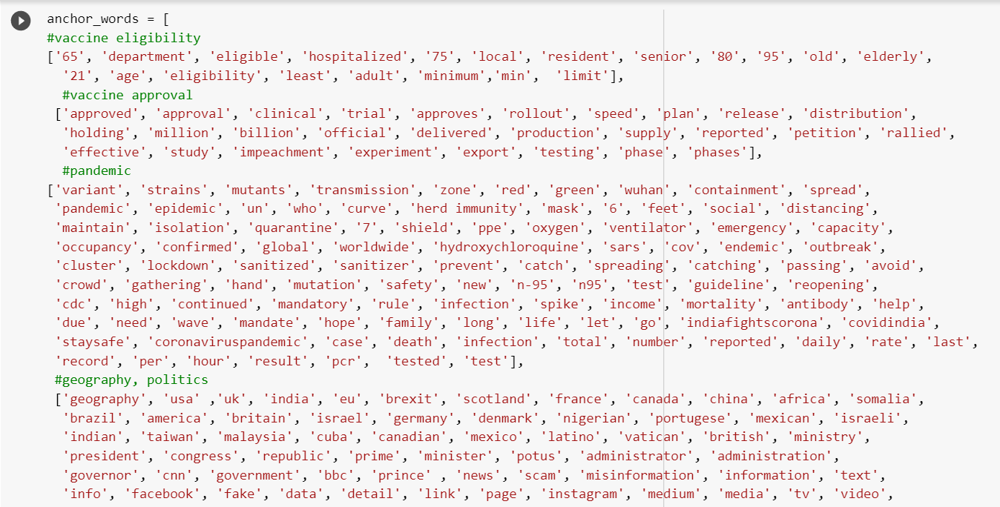 anchor_words = [
#vaccine eligibility
['65', 'department', 'eligible', 'hospitalized', '75', 'local', 'resident', 'senior', '80', '95', 'old', 'elderly',
'21', 'age', 'eligibility', 'least', 'adult', 'minimum','min', 'limit'],
#vaccine approval
['approved', 'approval', 'clinical', 'trial', 'approves', 'rollout', 'speed', 'plan', 'release', 'distribution',
'holding', 'million', 'billion', 'official', 'delivered', 'production', 'supply', 'reported', 'petition', 'rallied',
'effective', 'study', 'impeachment', 'experiment', 'export', 'testing', 'phase', 'phases'],
#pandemic
['variant', 'strains', 'mutants', 'transmission', 'zone', 'red', 'green', 'wuhan', 'containment', 'spread',
'pandemic', 'epidemic', 'un', 'who', 'curve', 'herd immunity', 'mask', '6', 'feet', 'social', 'distancing',
'maintain', 'isolation', 'quarantine', '7', 'shield', 'ppe', 'oxygen', 'ventilator', 'emergency', 'capacity',
'occupancy', 'confirmed', 'global', 'worldwide', 'hydroxychloroquine', 'sars', 'cov', 'endemic', 'outbreak',
'cluster', 'lockdown', 'sanitized', 'sanitizer', 'prevent', 'catch', 'spreading', 'catching', 'passing', 'avoid',
'crowd', 'gathering', 'hand', 'mutation', 'safety', 'new', 'n-95', 'n95', 'test', 'guideline', 'reopening',
'cdc', 'high', 'continued', 'mandatory', 'rule', 'infection', 'spike', 'income', 'mortality', 'antibody', 'help',
'due', 'need', 'wave', 'mandate', 'hope', 'family', 'long', 'life', 'let', 'go', 'indiafightscorona', 'covidindia',
'staysafe', 'coronaviruspandemic', 'case', 'death', 'infection', 'total', 'number', 'reported', 'daily', 'rate', 'last',
'record', 'per', 'hour', 'result', 'pcr', 'tested', 'test'],
#geography, politics
['geography', 'usa' ,'uk', 'india', 'eu', 'brexit', 'scotland', 'france', 'canada', 'china', 'africa', 'somalia',
'brazil', 'america', 'britain', 'israel', 'germany', 'denmark', 'nigerian', 'portugese', 'mexican', 'israeli',
'indian', 'taiwan', 'malaysia', 'cuba', 'canadian', 'mexico', 'latino', 'vatican', 'british', 'ministry',
'president', 'congress', 'republic', 'prime', 'minister', 'potus', 'administrator', 'administration',
'governor', 'cnn', 'government', 'bbc', 'prince' , 'news', 'scam', 'misinformation', 'information', 'text',
'info', 'facebook', 'fake', 'data', 'detail', 'link', 'page', 'instagram', 'medium', 'media', 'tv', 'video',